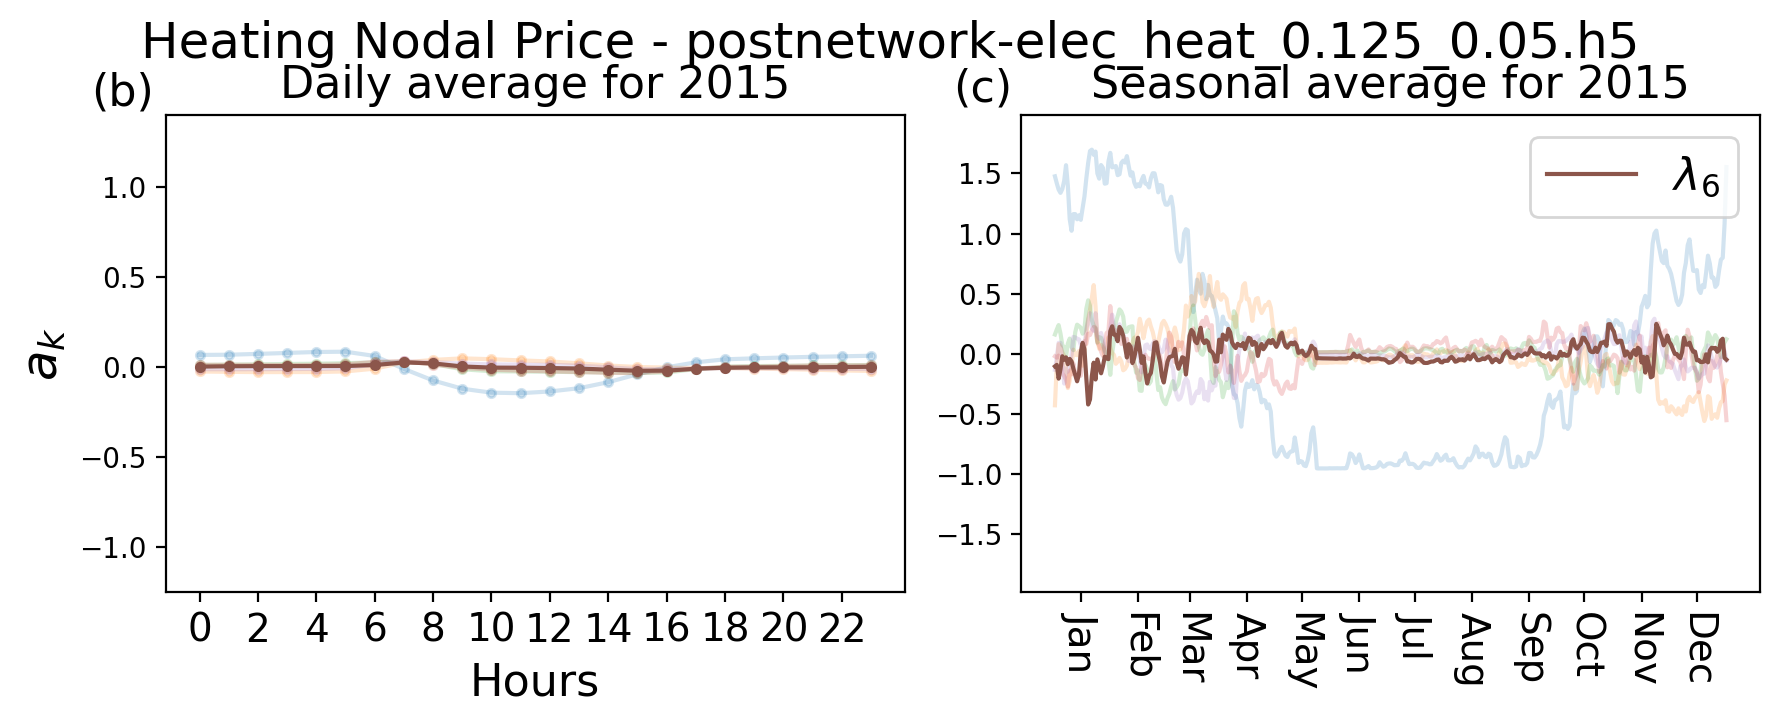 Heating Nodal Price - postnetwork-elec_heat_0.125_0.05.h5
(b) Daily average for 2015
(c) Seasonal average for 2015
a_k
1.0
0.5
0.0
−0.5
−1.0
0 2 4 6 8 10 12 14 16 18 20 22
Hours
1.5
1.0
0.5
0.0
−0.5
−1.0
−1.5
λ_6
Jan Feb Mar Apr May Jun Jul Aug Sep Oct Nov Dec